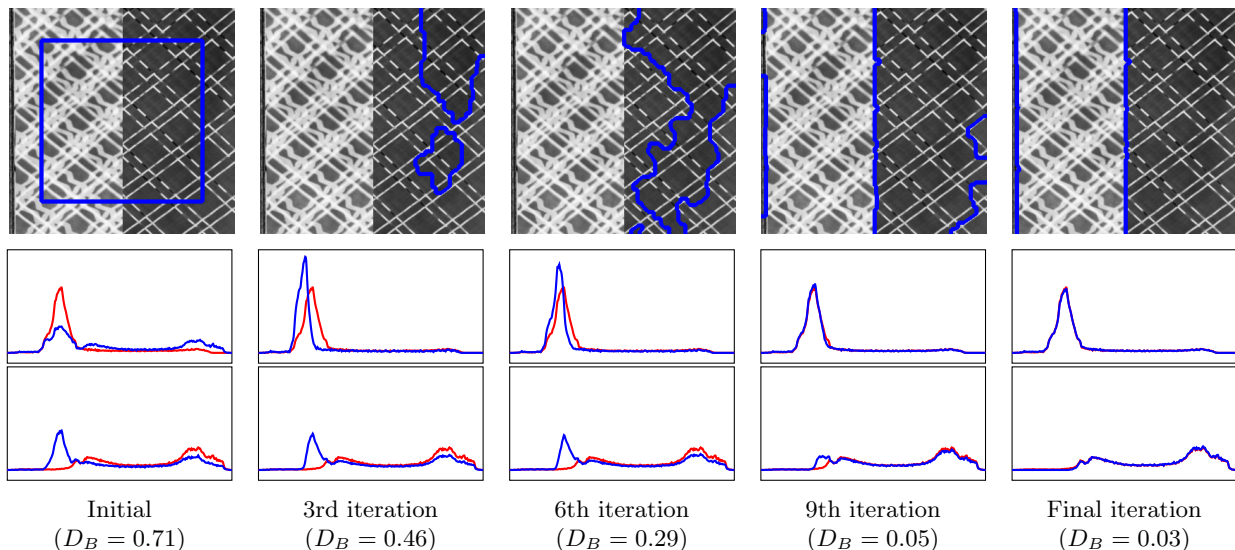 Initial
(D_B = 0.71)
3rd iteration
(D_B = 0.46)
6th iteration
(D_B = 0.29)
9th iteration
(D_B = 0.05)
Final iteration
(D_B = 0.03)